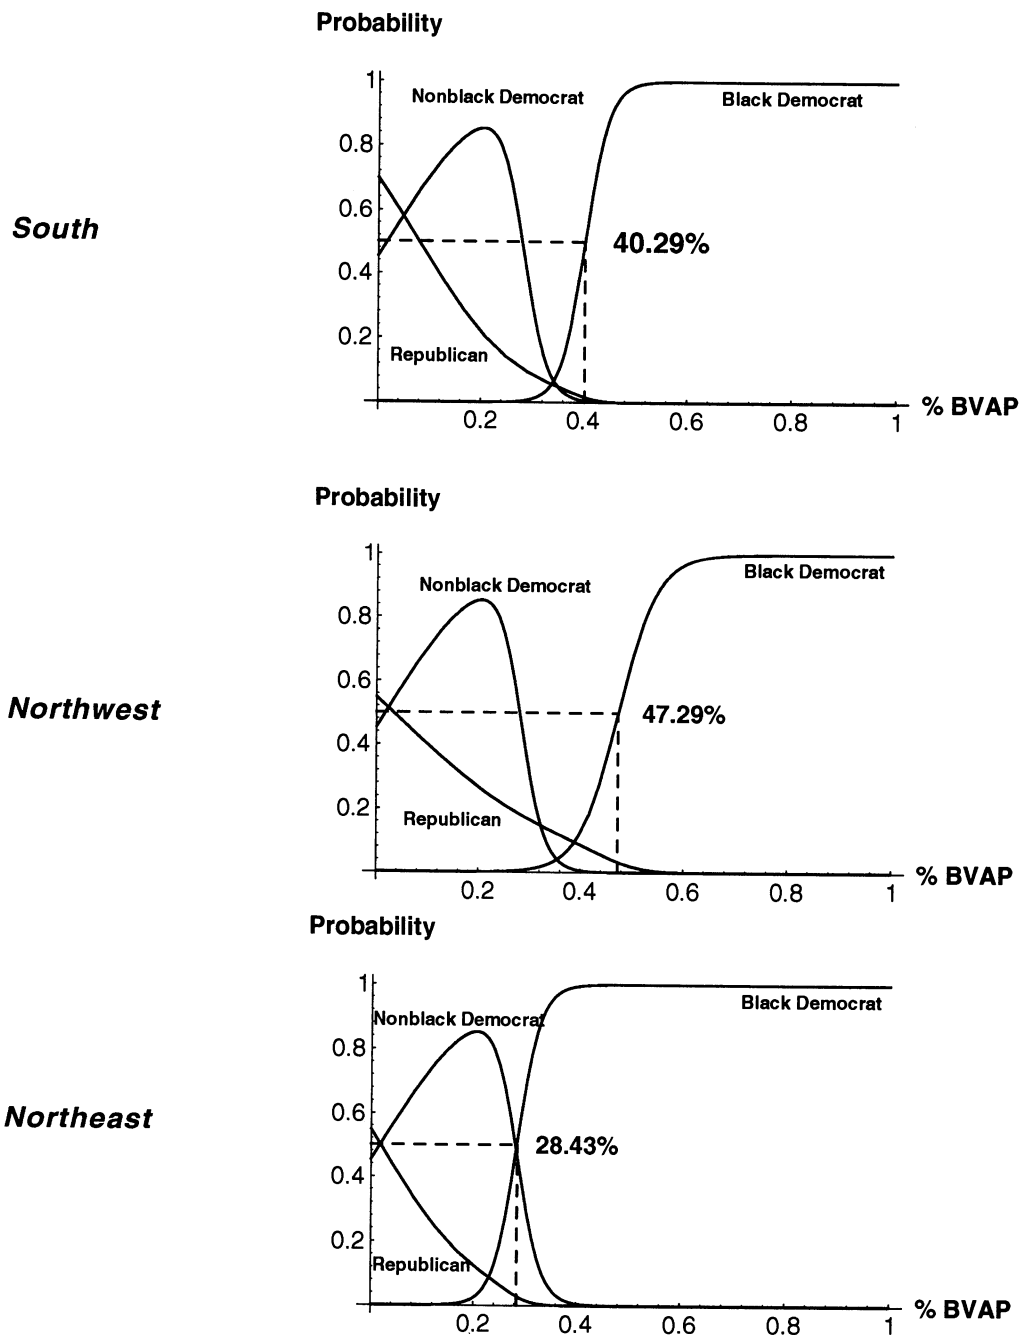 Probability
1
Nonblack Democrat
Black Democrat
0.8
0.6
South
40.29%
0.4
0.2
Republican
0.2 0.4 0.6 0.8 1
% BVAP
Probability
1
Nonblack Democrat
Black Democrat
0.8
0.6
Northwest
47.29%
0.4
0.2
Republican
0.2 0.4 0.6 0.8 1
% BVAP
Probability
1
Nonblack Democrat
Black Democrat
0.8
0.6
Northeast
28.43%
0.4
0.2
Republican
0.2 0.4 0.6 0.8 1
% BVAP